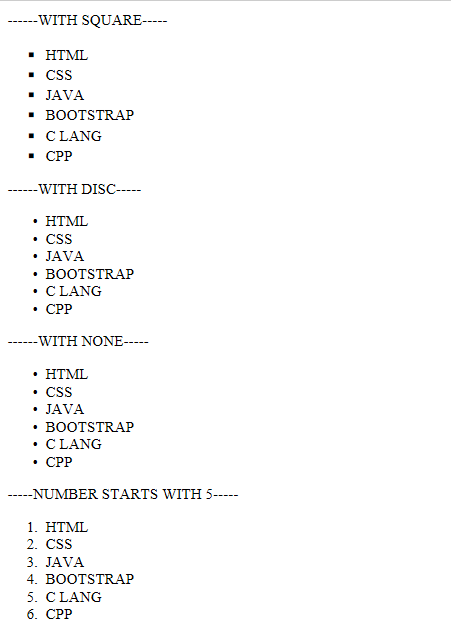 ------WITH SQUARE-----
▪ HTML
▪ CSS
▪ JAVA
▪ BOOTSTRAP
▪ C LANG
▪ CPP
------WITH DISC-----
• HTML
• CSS
• JAVA
• BOOTSTRAP
• C LANG
• CPP
------WITH NONE-----
• HTML
• CSS
• JAVA
• BOOTSTRAP
• C LANG
• CPP
-----NUMBER STARTS WITH 5-----
1. HTML
2. CSS
3. JAVA
4. BOOTSTRAP
5. C LANG
6. CPP